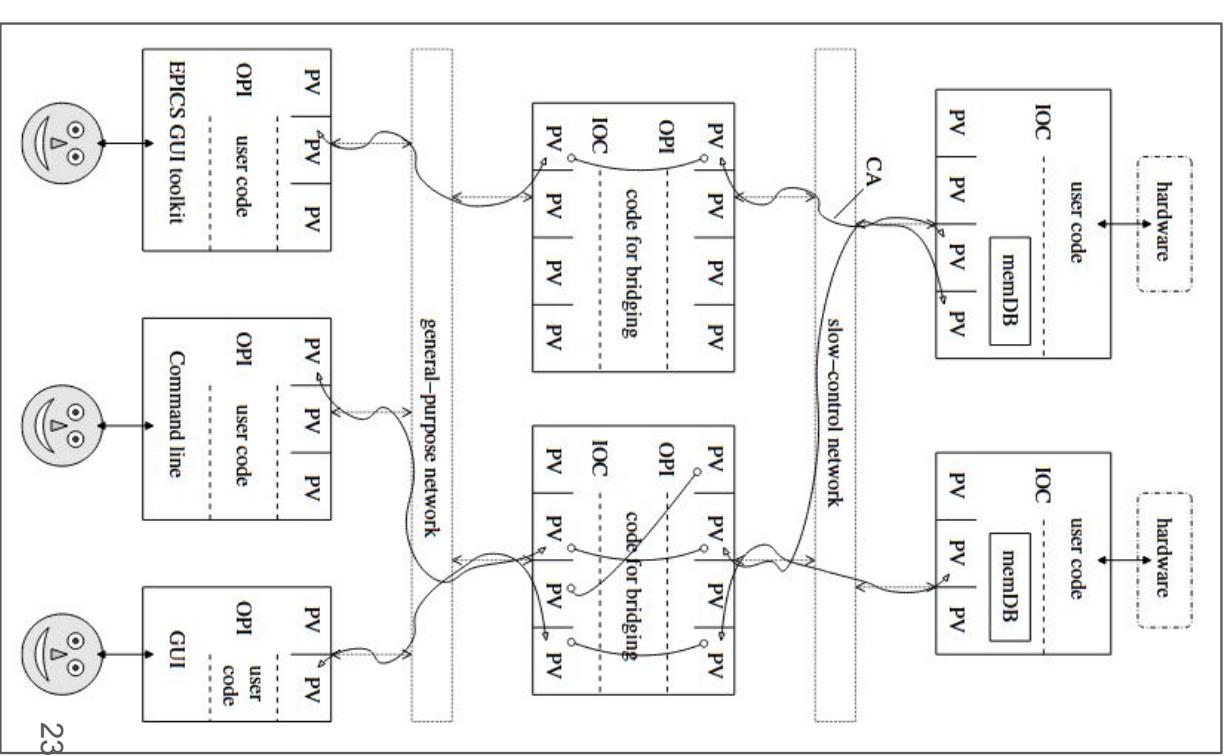 hardware hardware
user code user code
IOC IOC
memDB memDB
PV PV PV PV PV PV PV
CA
slow–control network
PV PV PV PV PV PV PV PV
OPI OPI
code for bridging code for bridging
IOC IOC
PV PV PV PV PV PV PV PV
general–purpose network
PV PV PV PV PV PV PV PV
OPI user code OPI user code OPI user
code
EPICS GUI toolkit Command line GUI
23